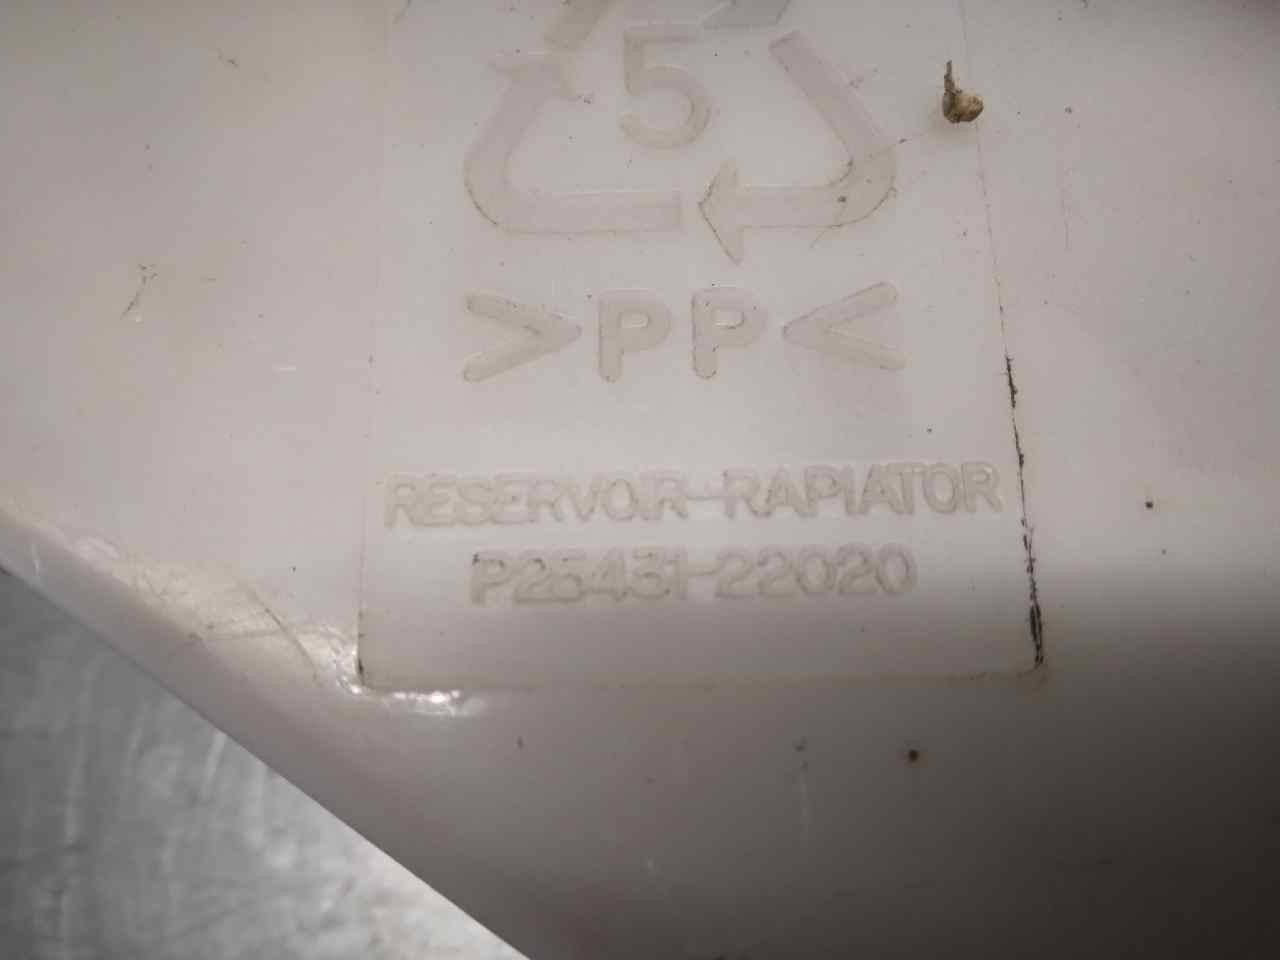 5
>PP<
RESERVOIR-RAPIATOR
P25431-22020